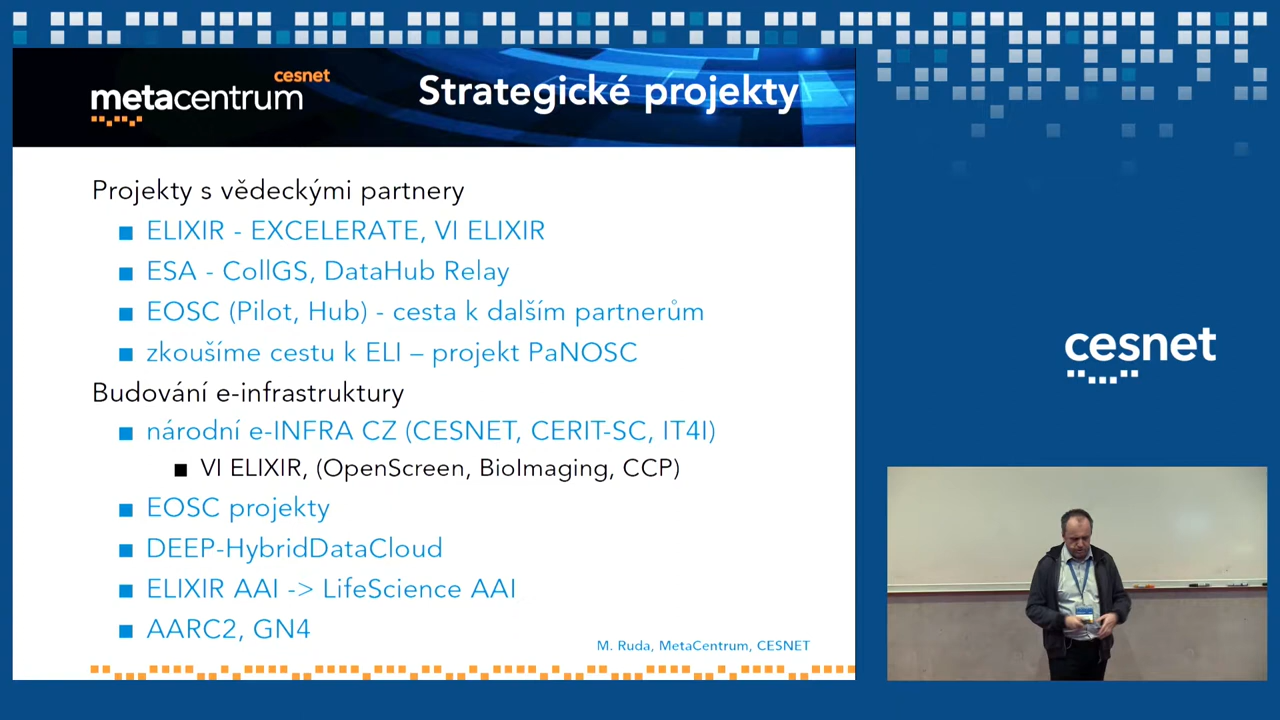 cesnet
metacentrum
Strategické projekty
Projekty s vědeckými partnery
ELIXIR - EXCELERATE, VI ELIXIR
ESA - CollGS, DataHub Relay
EOSC (Pilot, Hub) - cesta k dalším partnerům
zkoušíme cestu k ELI – projekt PaNOSC
Budování e-infrastruktury
národní e-INFRA CZ (CESNET, CERIT-SC, IT4I)
VI ELIXIR, (OpenScreen, BioImaging, CCP)
EOSC projekty
DEEP-HybridDataCloud
ELIXIR AAI -> LifeScience AAI
AARC2, GN4
M. Ruda, MetaCentrum, CESNET
cesnet